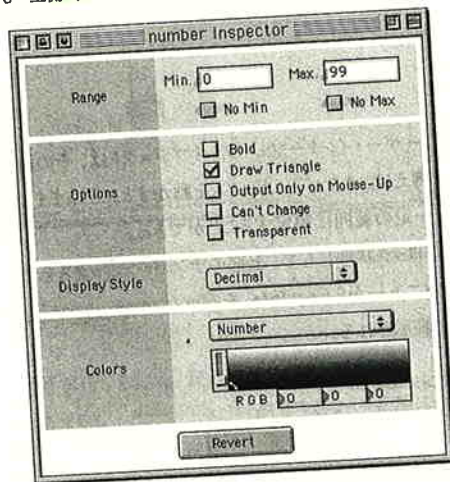 number Inspector
Range
Min. 0 Max. 99
No Min No Max
Options
Bold
Draw Triangle
Output Only on Mouse-Up
Can't Change
Transparent
Display Style
Decimal
Colors
Number
R G B 0 0 0
Revert